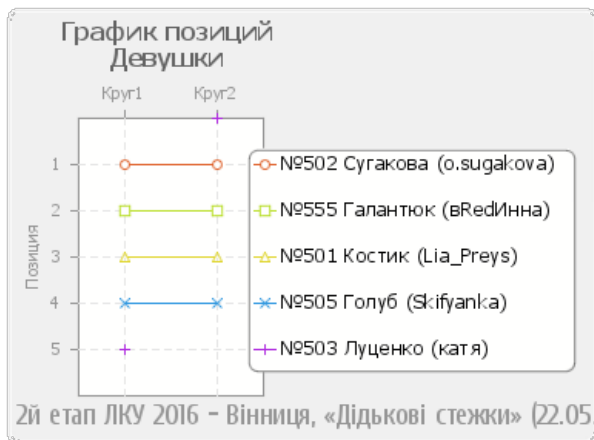 График позиций
Девушки
Круг1 Круг2
Позиция
1
2
3
4
5
№502 Сугакова (o.sugakova)
№555 Галантюк (вRedИнна)
№501 Костик (Lia_Preys)
№505 Голуб (Skifyanka)
№503 Луценко (катя)
2й етап ЛКУ 2016 - Вінниця, «Дідькові стежки» (22.05.